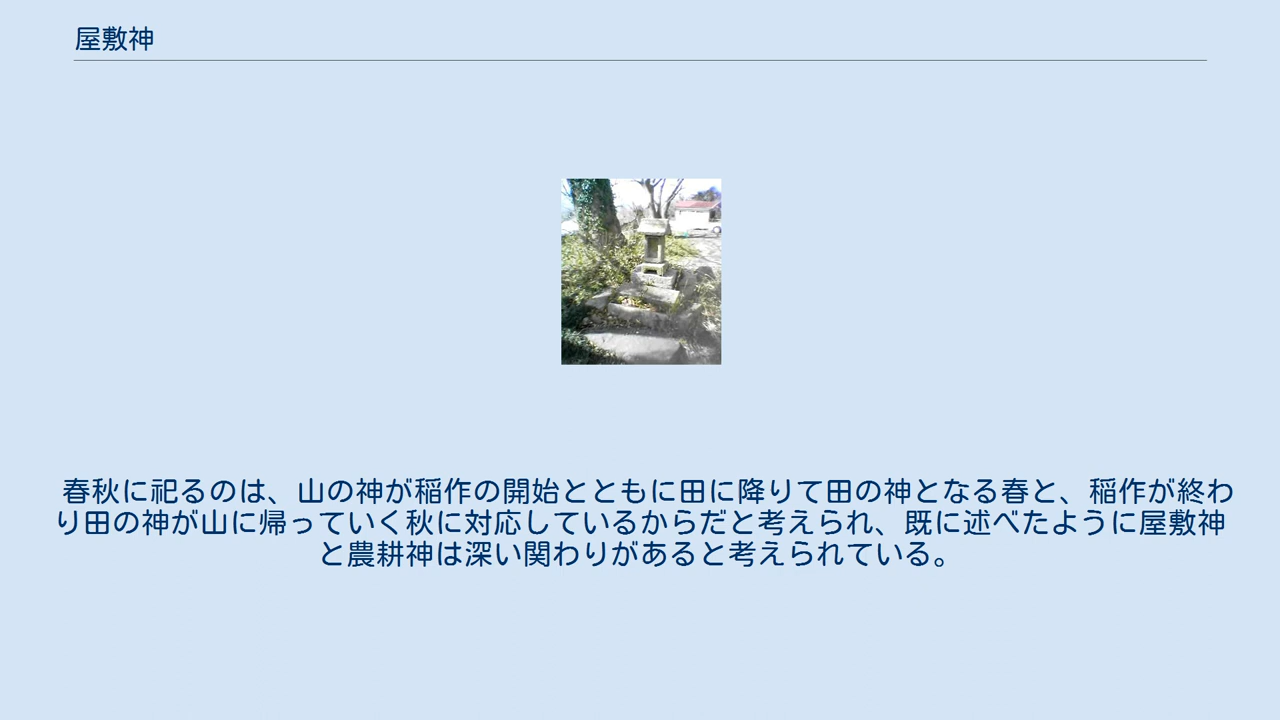 屋敷神
春秋に祀るのは、山の神が稲作の開始とともに田に降りて田の神となる春と、稲作が終わ
り田の神が山に帰っていく秋に対応しているからだと考えられ、既に述べたように屋敷神
と農耕神は深い関わりがあると考えられている。